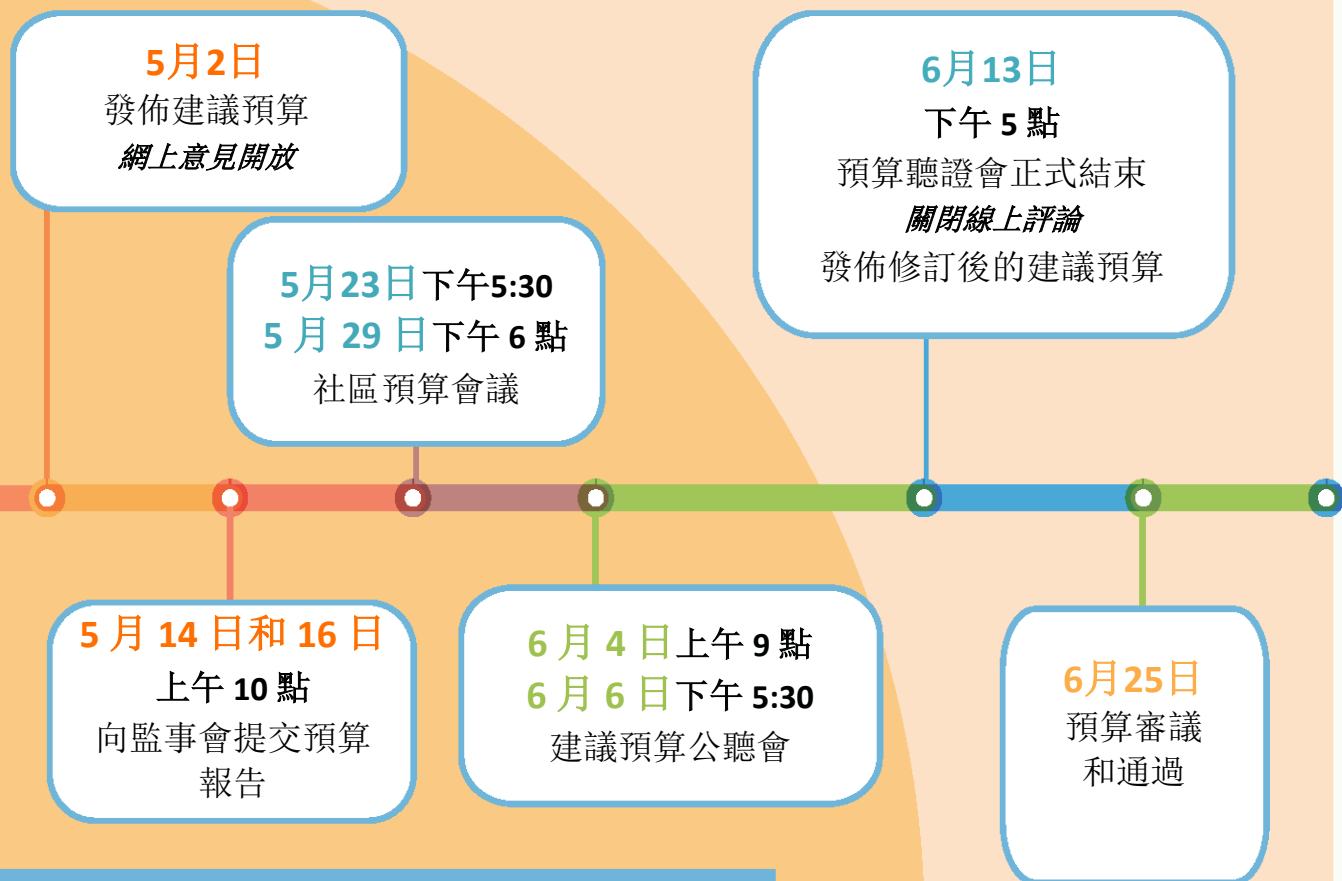 5月2日
發佈建議預算
網上意見開放
6月13日
下午 5 點
預算聽證會正式結束
關閉線上評論
發佈修訂後的建議預算
5月23日下午5:30
5 月 29 日下午 6 點
社區預算會議
5 月 14 日和 16 日
上午 10 點
向監事會提交預算
報告
6 月 4 日上午 9 點
6 月 6 日下午 5:30
建議預算公聽會
6月25日
預算審議
和通過